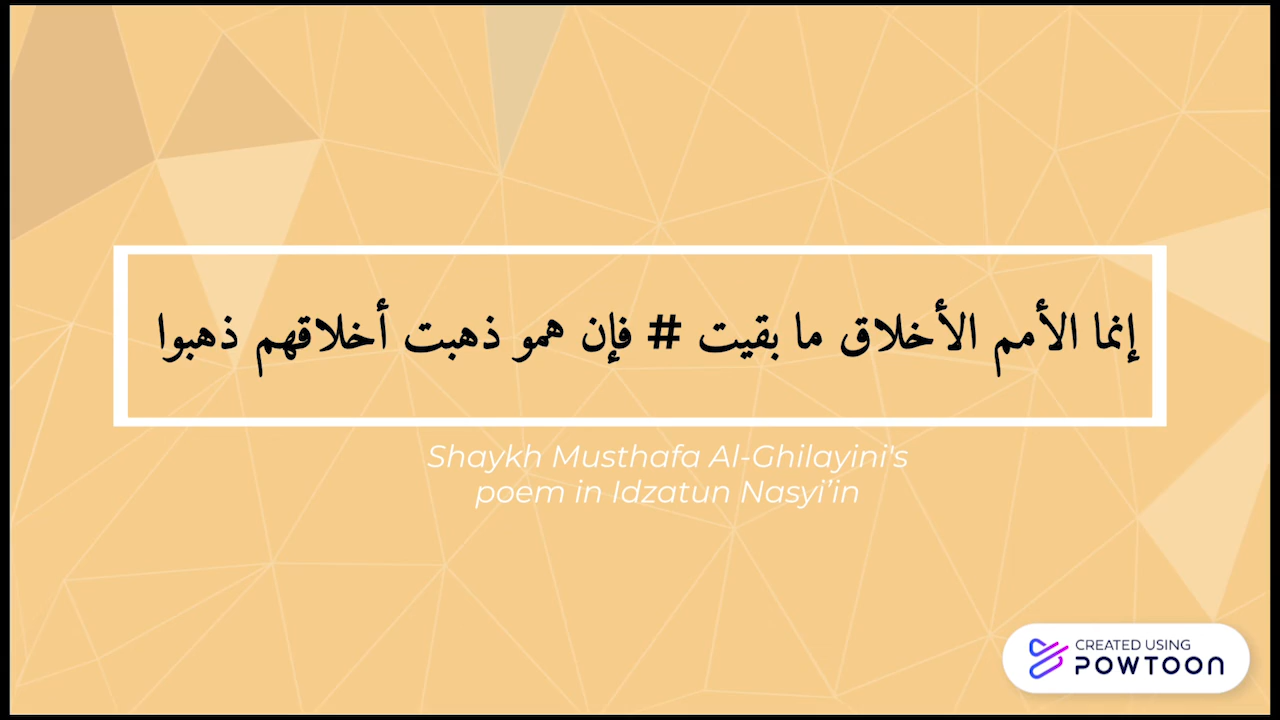 إنما الأمم الأخلاق ما بقيت # فإن همو ذهبت أخلاقهم ذهبوا
Shaykh Musthafa Al-Ghilayini's
poem in Idzatun Nasyi’in
CREATED USING
POWTOON